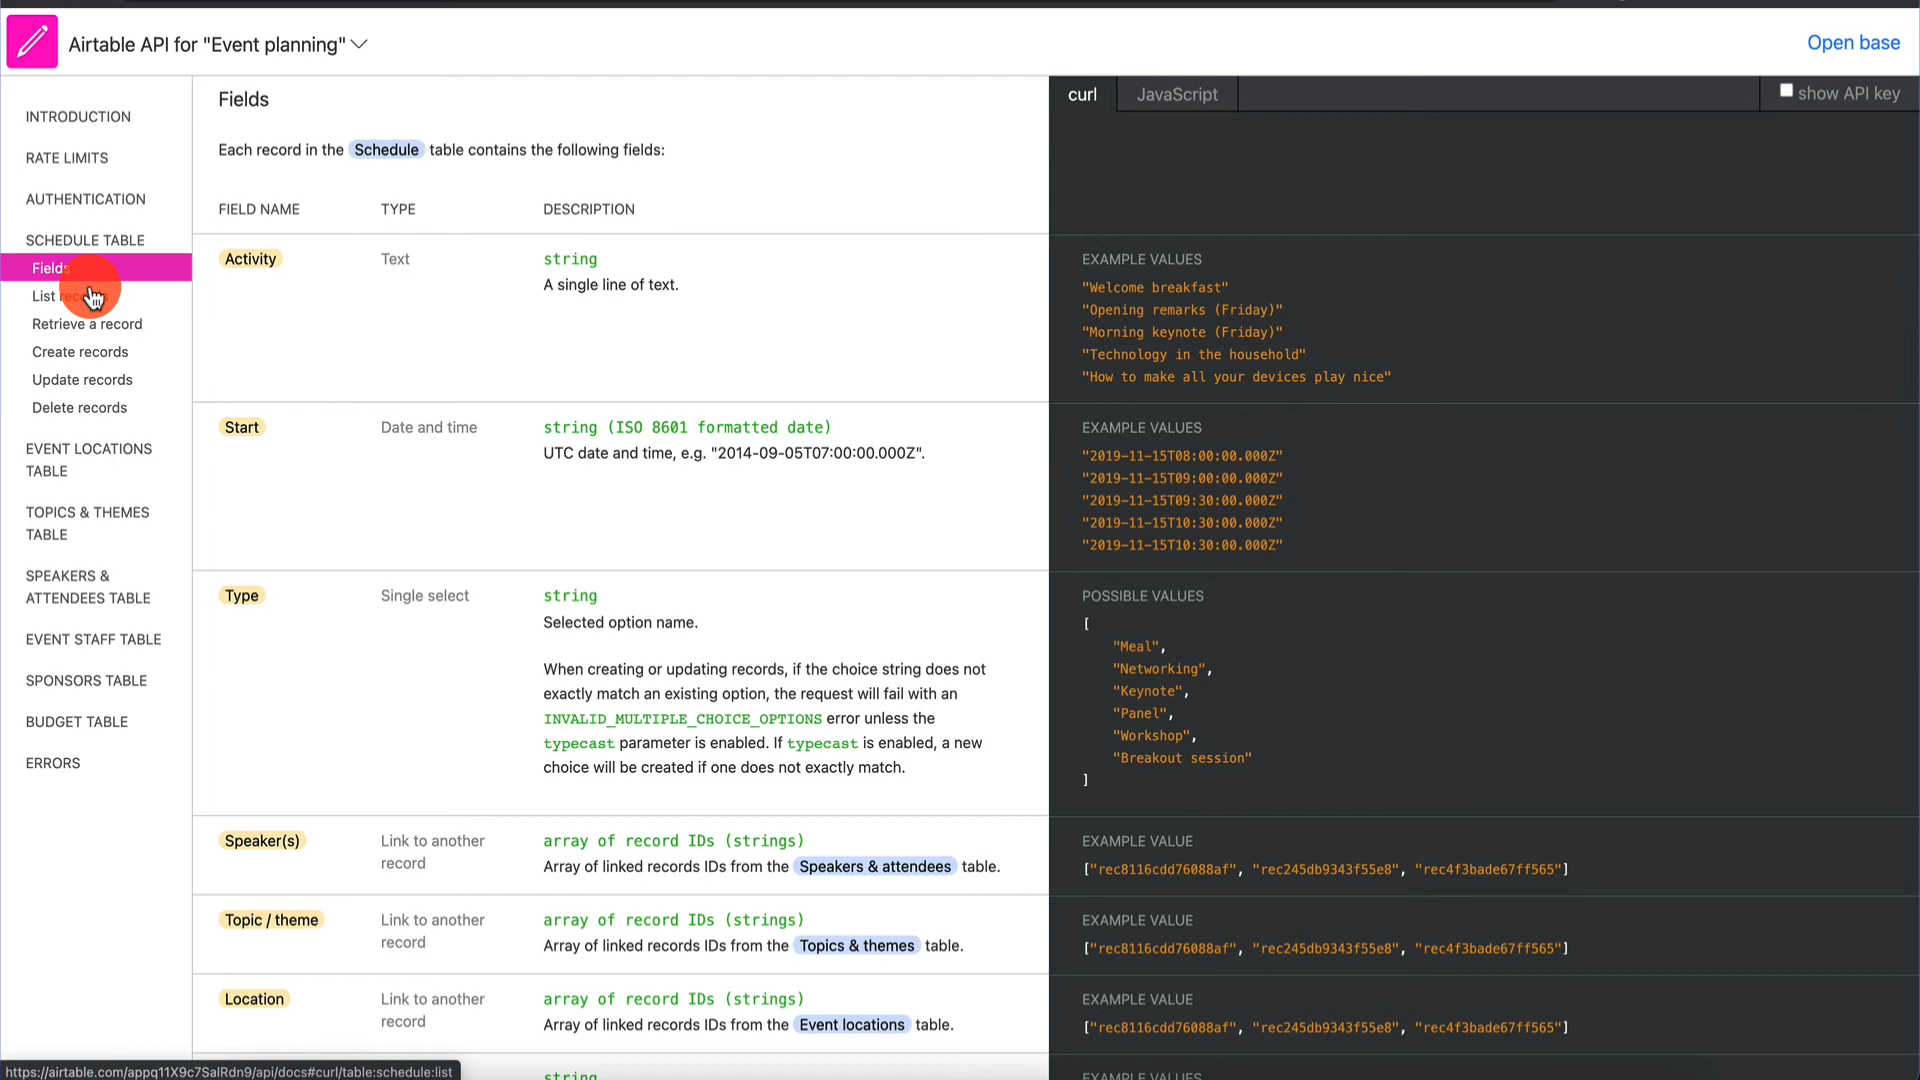 Airtable API for "Event planning"
Open base
INTRODUCTION
RATE LIMITS
AUTHENTICATION
SCHEDULE TABLE
Fields
List records
Retrieve a record
Create records
Update records
Delete records
EVENT LOCATIONS
TABLE
TOPICS & THEMES
TABLE
SPEAKERS &
ATTENDEES TABLE
EVENT STAFF TABLE
SPONSORS TABLE
BUDGET TABLE
ERRORS
Fields
Each record in the Schedule table contains the following fields:
FIELD NAME TYPE DESCRIPTION
Activity Text string
A single line of text.
Start Date and time string (ISO 8601 formatted date)
UTC date and time, e.g. "2014-09-05T07:00:00.000Z".
Type Single select string
Selected option name.
When creating or updating records, if the choice string does not
exactly match an existing option, the request will fail with an
INVALID_MULTIPLE_CHOICE_OPTIONS error unless the
typecast parameter is enabled. If typecast is enabled, a new
choice will be created if one does not exactly match.
Speaker(s) Link to another array of record IDs (strings)
record Array of linked records IDs from the Speakers & attendees table.
Topic / theme Link to another array of record IDs (strings)
record Array of linked records IDs from the Topics & themes table.
Location Link to another array of record IDs (strings)
record Array of linked records IDs from the Event locations table.
string
curl JavaScript show API key
EXAMPLE VALUES
"Welcome breakfast"
"Opening remarks (Friday)"
"Morning keynote (Friday)"
"Technology in the household"
"How to make all your devices play nice"
EXAMPLE VALUES
"2019-11-15T08:00:00.000Z"
"2019-11-15T09:00:00.000Z"
"2019-11-15T09:30:00.000Z"
"2019-11-15T10:30:00.000Z"
"2019-11-15T10:30:00.000Z"
POSSIBLE VALUES
[
"Meal",
"Networking",
"Keynote",
"Panel",
"Workshop",
"Breakout session"
]
EXAMPLE VALUE
["rec8116cdd76088af", "rec245db9343f55e8", "rec4f3bade67ff565"]
EXAMPLE VALUE
["rec8116cdd76088af", "rec245db9343f55e8", "rec4f3bade67ff565"]
EXAMPLE VALUE
["rec8116cdd76088af", "rec245db9343f55e8", "rec4f3bade67ff565"]
EXAMPLE VALUES
https://airtable.com/appq11X9c7SalRdn9/api/docs#curl/table:schedule:list